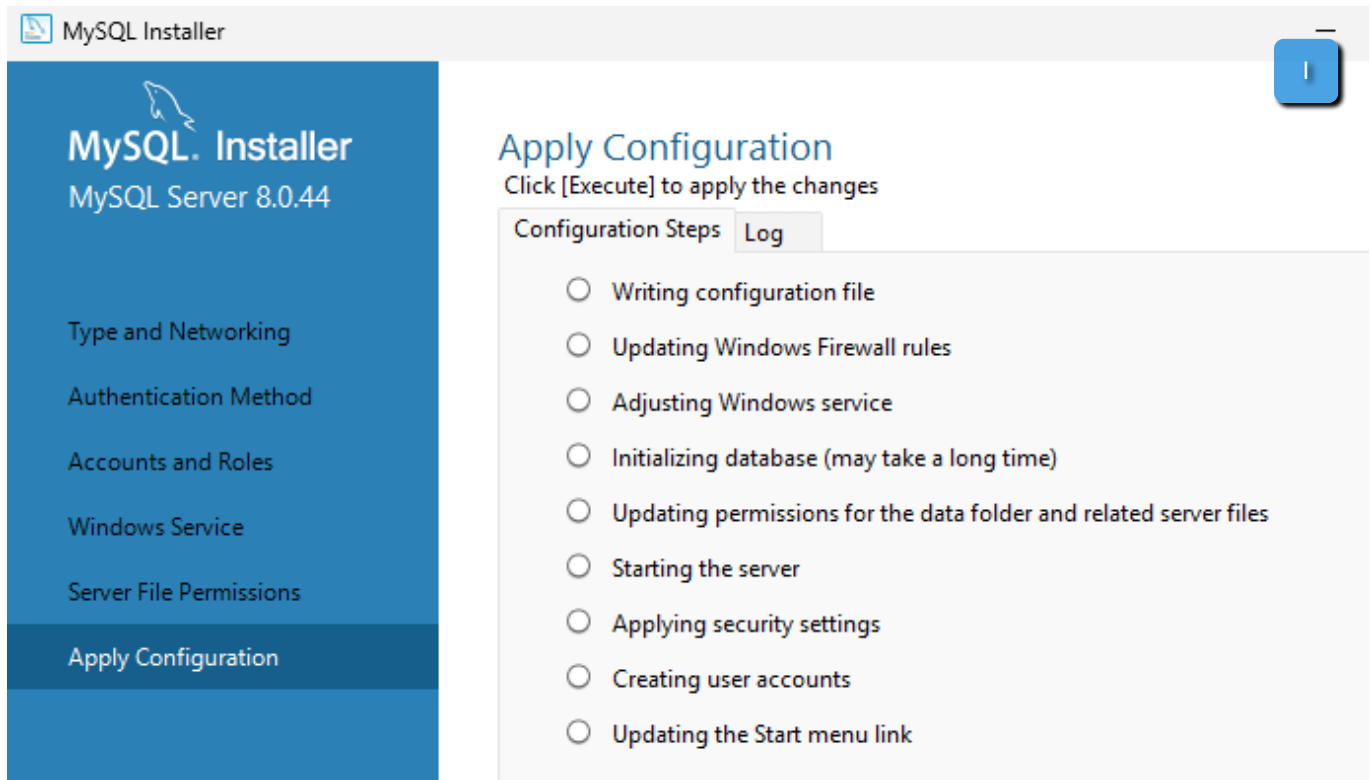 MySQL Installer
MySQL. Installer
MySQL Server 8.0.44
Type and Networking
Authentication Method
Accounts and Roles
Windows Service
Server File Permissions
Apply Configuration
I
Apply Configuration
Click [Execute] to apply the changes
Configuration Steps Log
Writing configuration file
Updating Windows Firewall rules
Adjusting Windows service
Initializing database (may take a long time)
Updating permissions for the data folder and related server files
Starting the server
Applying security settings
Creating user accounts
Updating the Start menu link